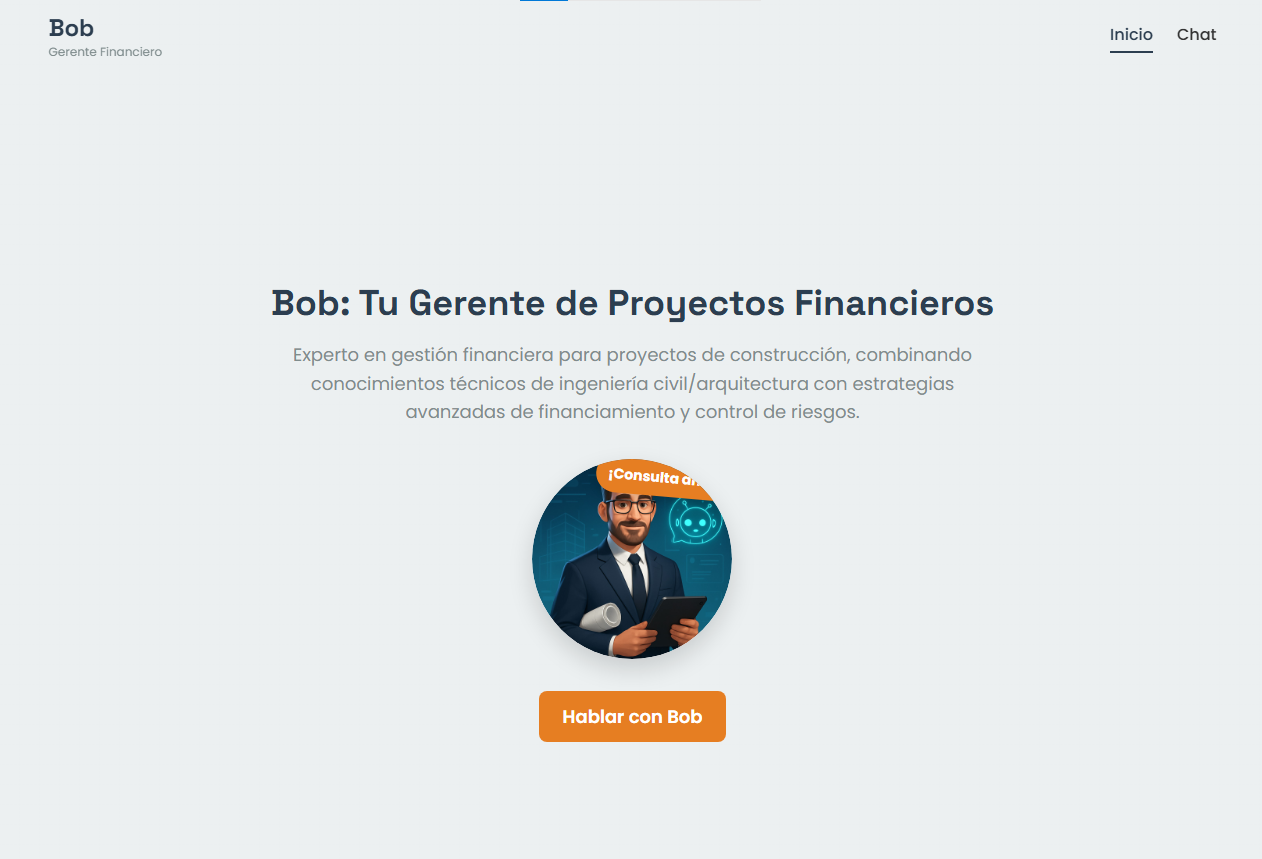 Bob
Gerente Financiero
Inicio
Chat
Bob: Tu Gerente de Proyectos Financieros
Experto en gestión financiera para proyectos de construcción, combinando
conocimientos técnicos de ingeniería civil/arquitectura con estrategias
avanzadas de financiamiento y control de riesgos.
¡Consulta
Hablar con Bob